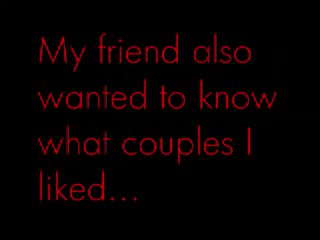 My friend also
wanted to know
what couples I
liked...